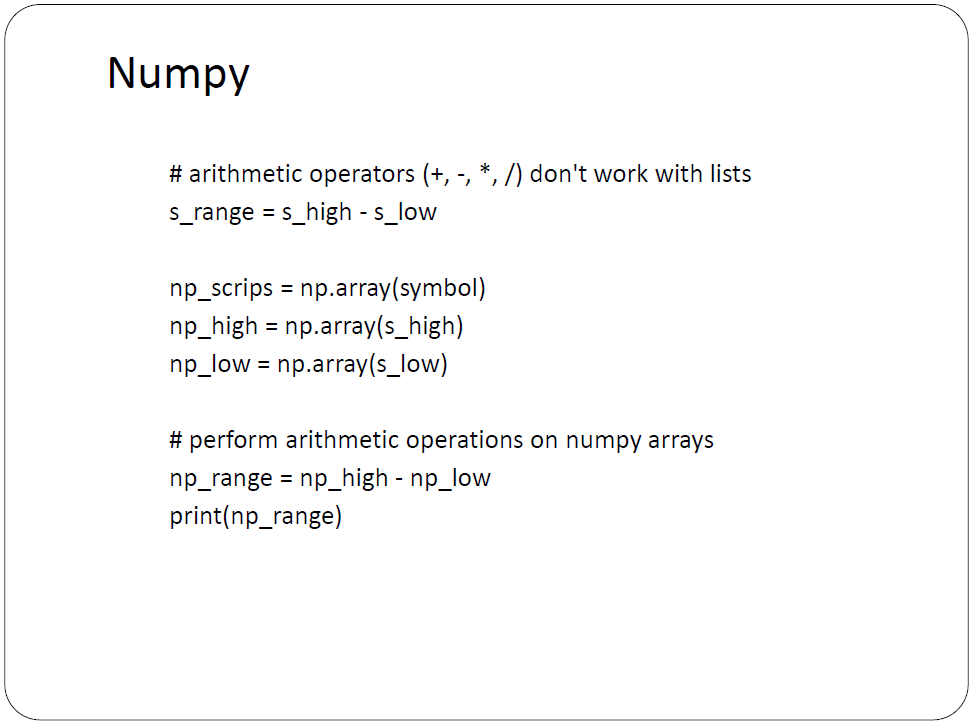 Numpy
# arithmetic operators (+, -, *, /) don't work with lists
s_range = s_high - s_low
np_scrips = np.array(symbol)
np_high = np.array(s_high)
np_low = np.array(s_low)
# perform arithmetic operations on numpy arrays
np_range = np_high - np_low
print(np_range)